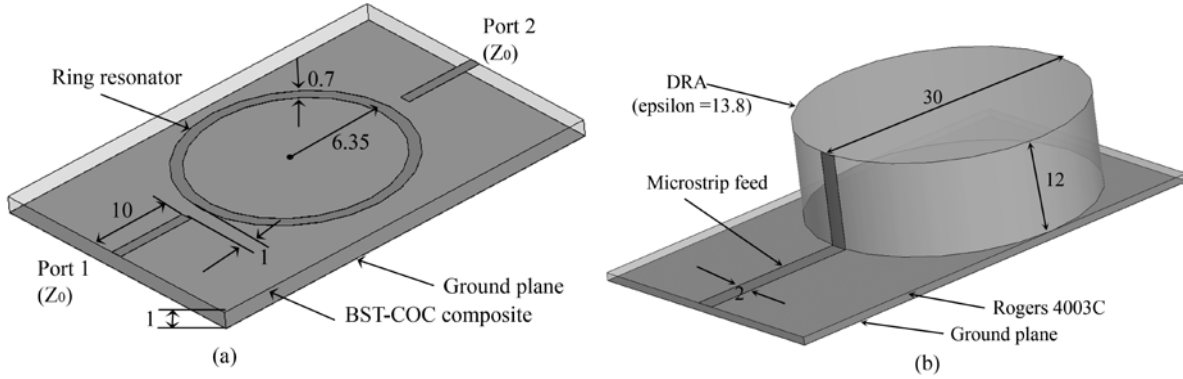 Port 2
(Z0)
Ring resonator
0.7
6.35
10
1
Port 1
(Z0)
1
Ground plane
BST-COC composite
(a)
DRA
(epsilon =13.8)
30
12
Microstrip feed
2
Rogers 4003C
Ground plane
(b)